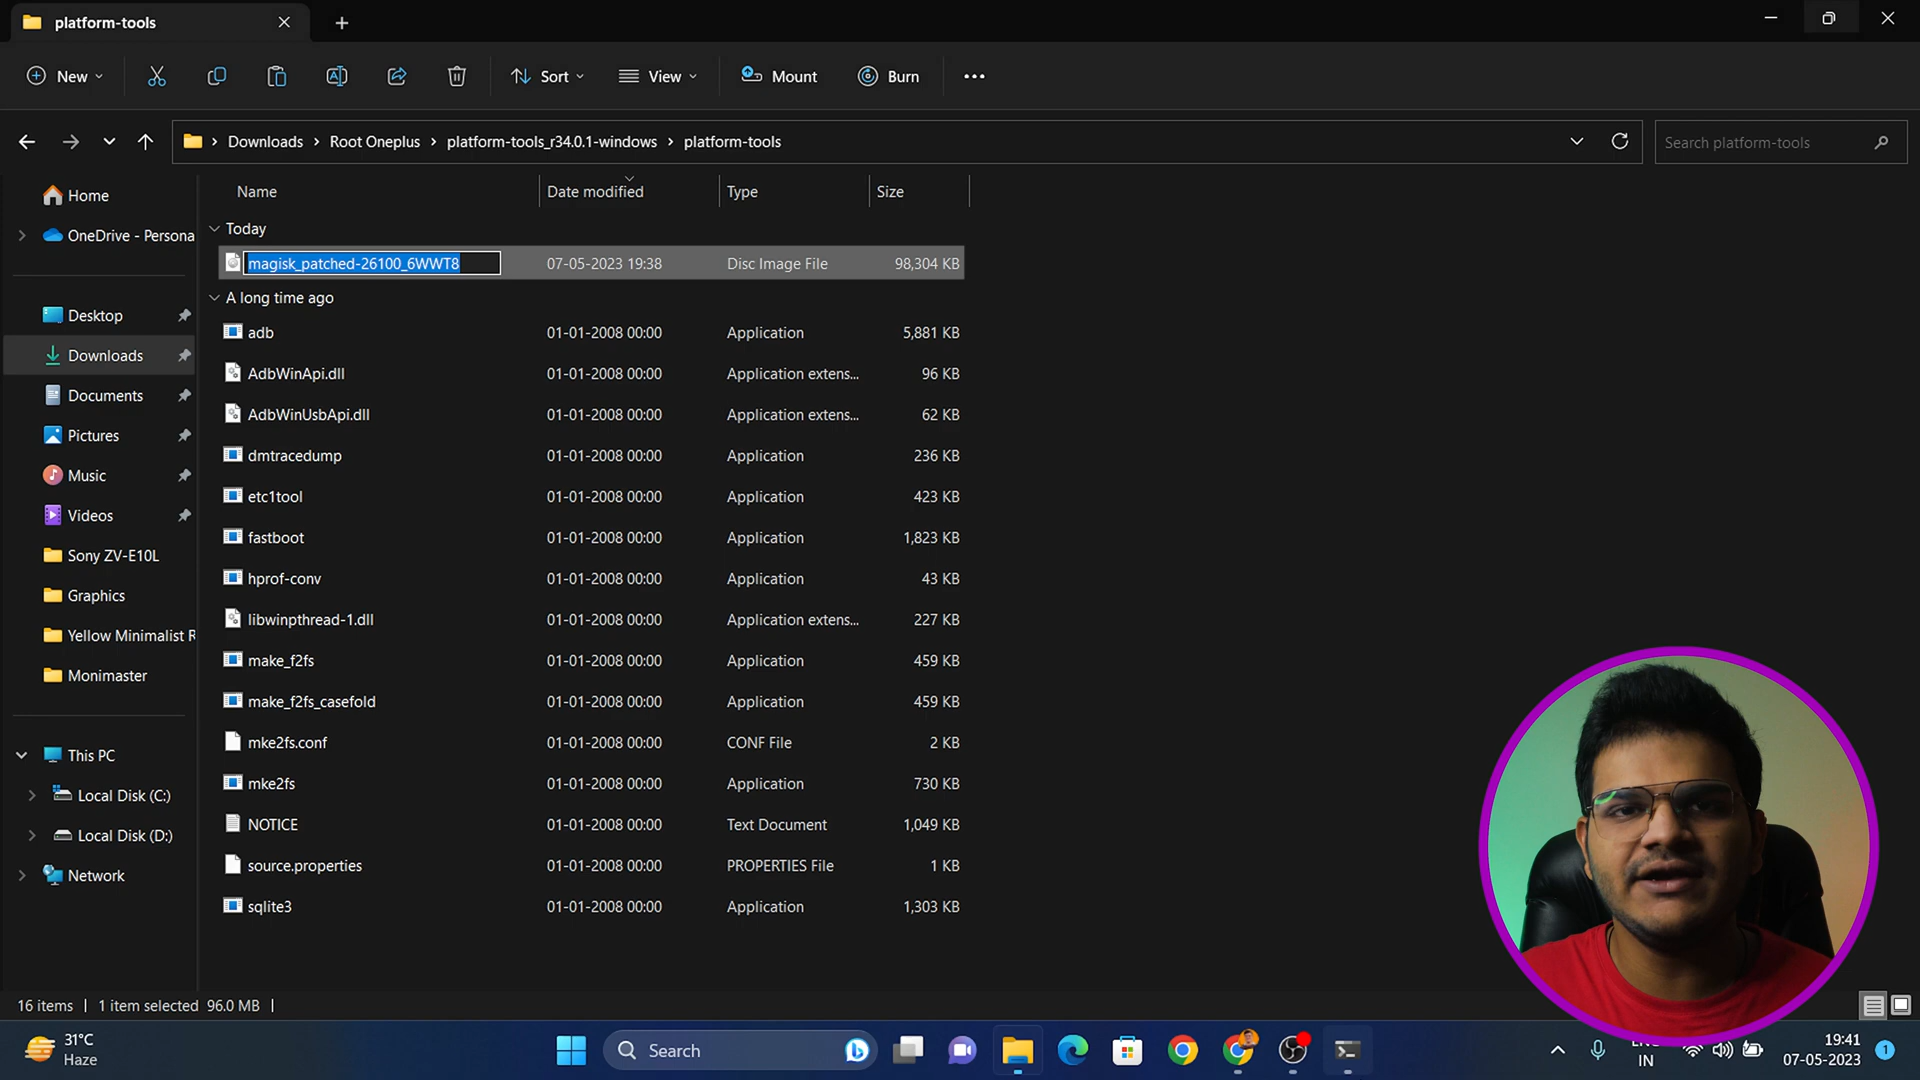 platform-tools
New
Sort
View
Mount
Burn
Downloads
Root Oneplus
platform-tools_r34.0.1-windows
platform-tools
Search platform-tools
Home
OneDrive - Persona
Desktop
Downloads
Documents
Pictures
Music
Videos
Sony ZV-E10L
Graphics
Yellow Minimalist R
Monimaster
This PC
Local Disk (C:)
Local Disk (D:)
Network
Name Date modified Type Size
Today
magisk_patched-26100_6WWT8 07-05-2023 19:38 Disc Image File 98,304 KB
A long time ago
adb 01-01-2008 00:00 Application 5,881 KB
AdbWinApi.dll 01-01-2008 00:00 Application extens... 96 KB
AdbWinUsbApi.dll 01-01-2008 00:00 Application extens... 62 KB
dmtracedump 01-01-2008 00:00 Application 236 KB
etc1tool 01-01-2008 00:00 Application 423 KB
fastboot 01-01-2008 00:00 Application 1,823 KB
hprof-conv 01-01-2008 00:00 Application 43 KB
libwinpthread-1.dll 01-01-2008 00:00 Application extens... 227 KB
make_f2fs 01-01-2008 00:00 Application 459 KB
make_f2fs_casefold 01-01-2008 00:00 Application 459 KB
mke2fs.conf 01-01-2008 00:00 CONF File 2 KB
mke2fs 01-01-2008 00:00 Application 730 KB
NOTICE 01-01-2008 00:00 Text Document 1,049 KB
source.properties 01-01-2008 00:00 PROPERTIES File 1 KB
sqlite3 01-01-2008 00:00 Application 1,303 KB
16 items 1 item selected 96.0 MB
31°C
Haze
Search
IN
19:41
07-05-2023
1